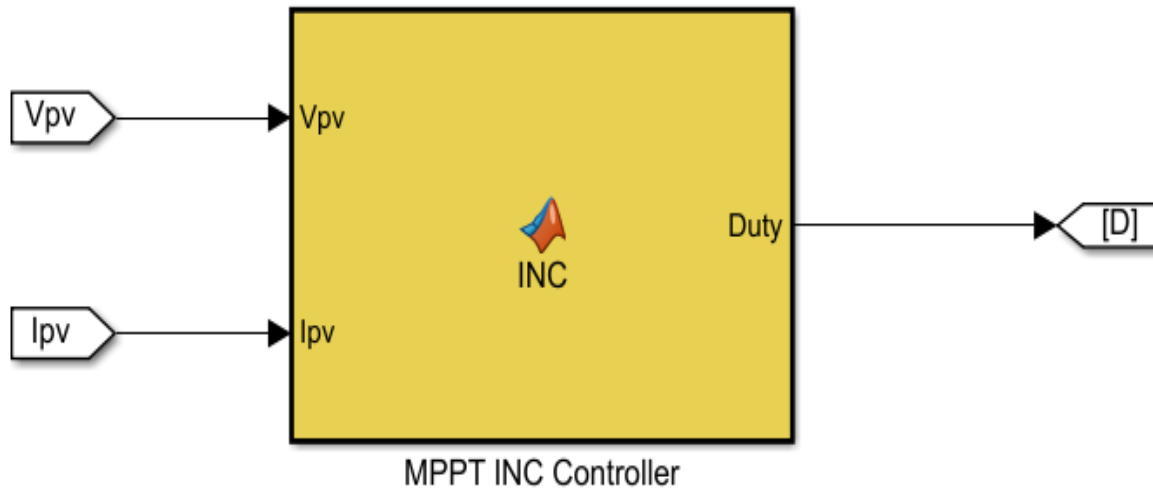 Vpv
Vpv
Duty
[D]
INC
Ipv
Ipv
MPPT INC Controller